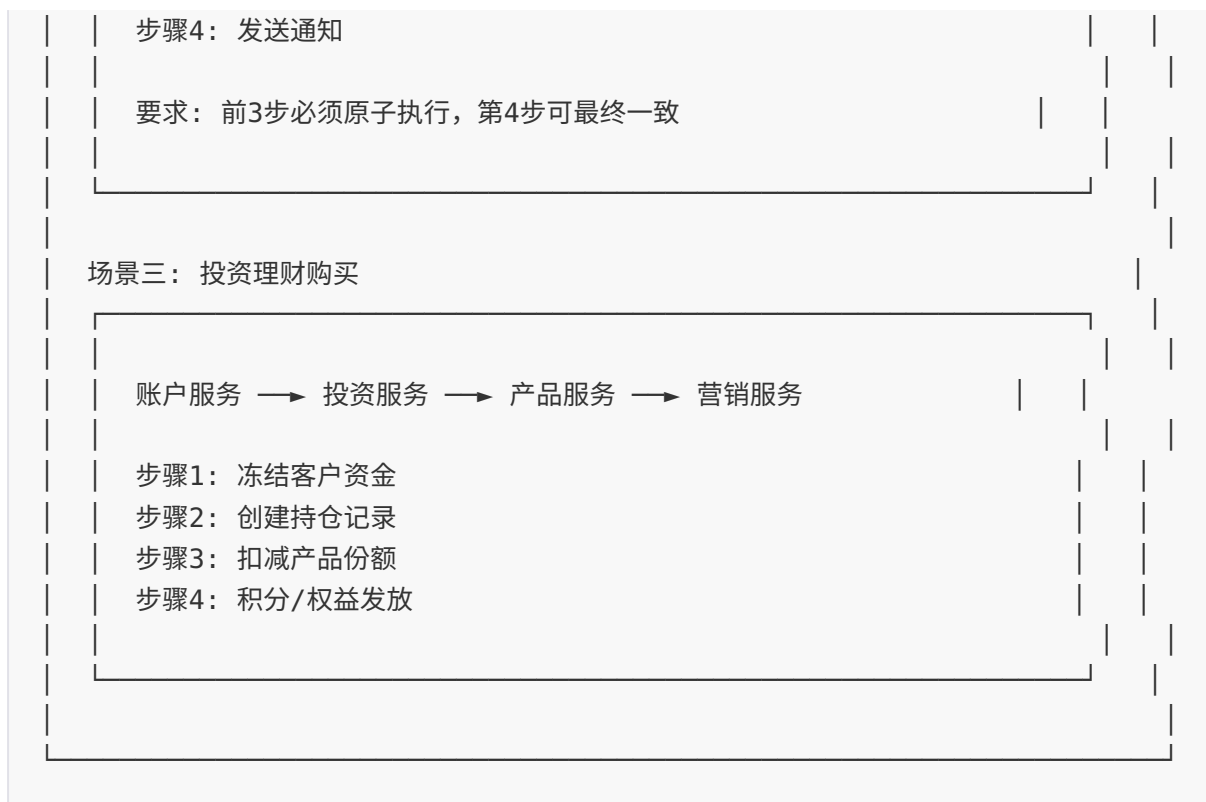 步骤4: 发送通知
要求: 前3步必须原子执行，第4步可最终一致
场景三: 投资理财购买
账户服务 ──► 投资服务 ──► 产品服务 ──► 营销服务
步骤1: 冻结客户资金
步骤2: 创建持仓记录
步骤3: 扣减产品份额
步骤4: 积分/权益发放